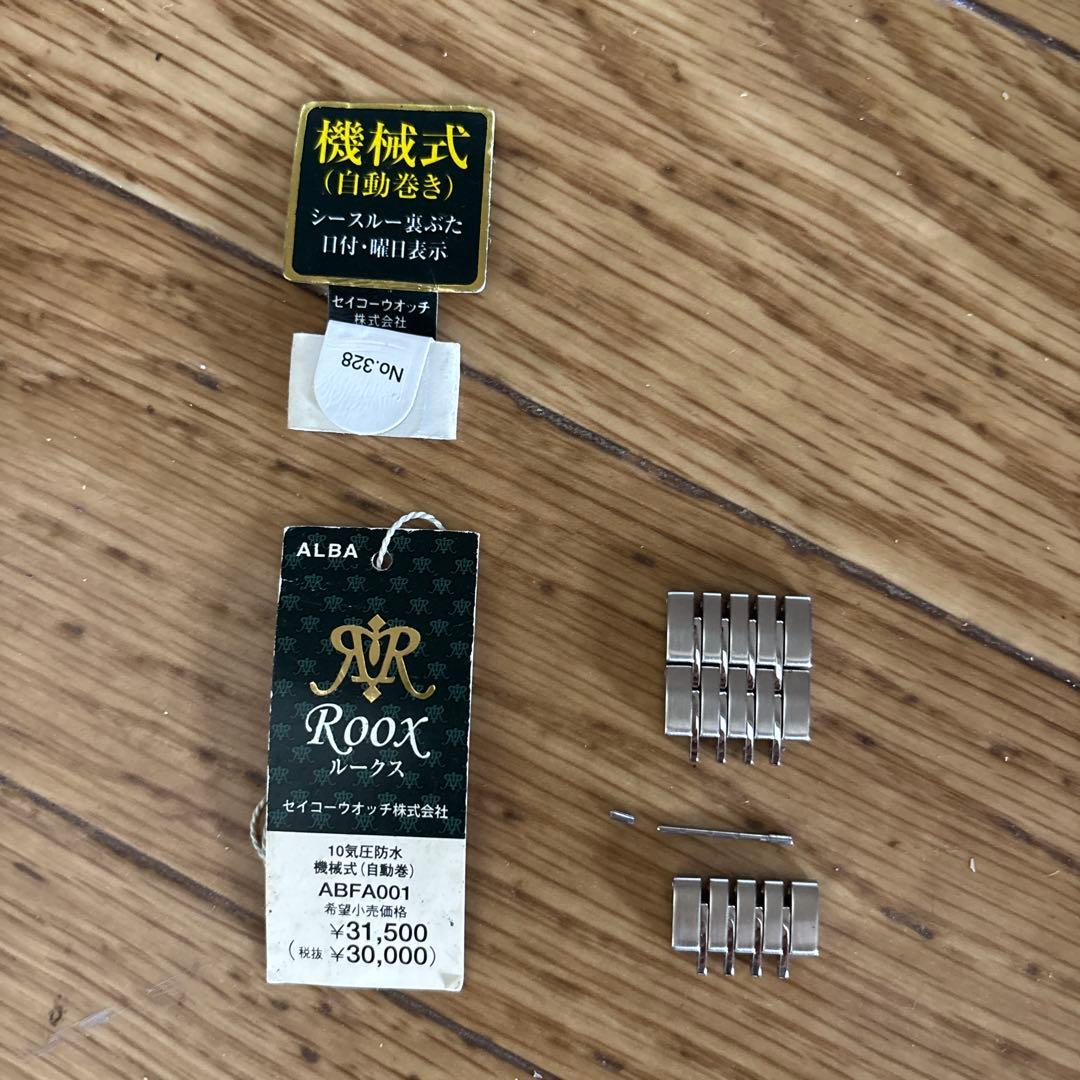 機械式
(自動巻き)
シースルー裏ぶた
日付・曜日表示
セイコーウオッチ
株式会社
No.328
ALBA
Roox
ルークス
セイコーウオッチ株式会社
10気圧防水
機械式(自動巻)
ABFA001
希望小売価格
¥31,500
(税抜 ¥30,000)